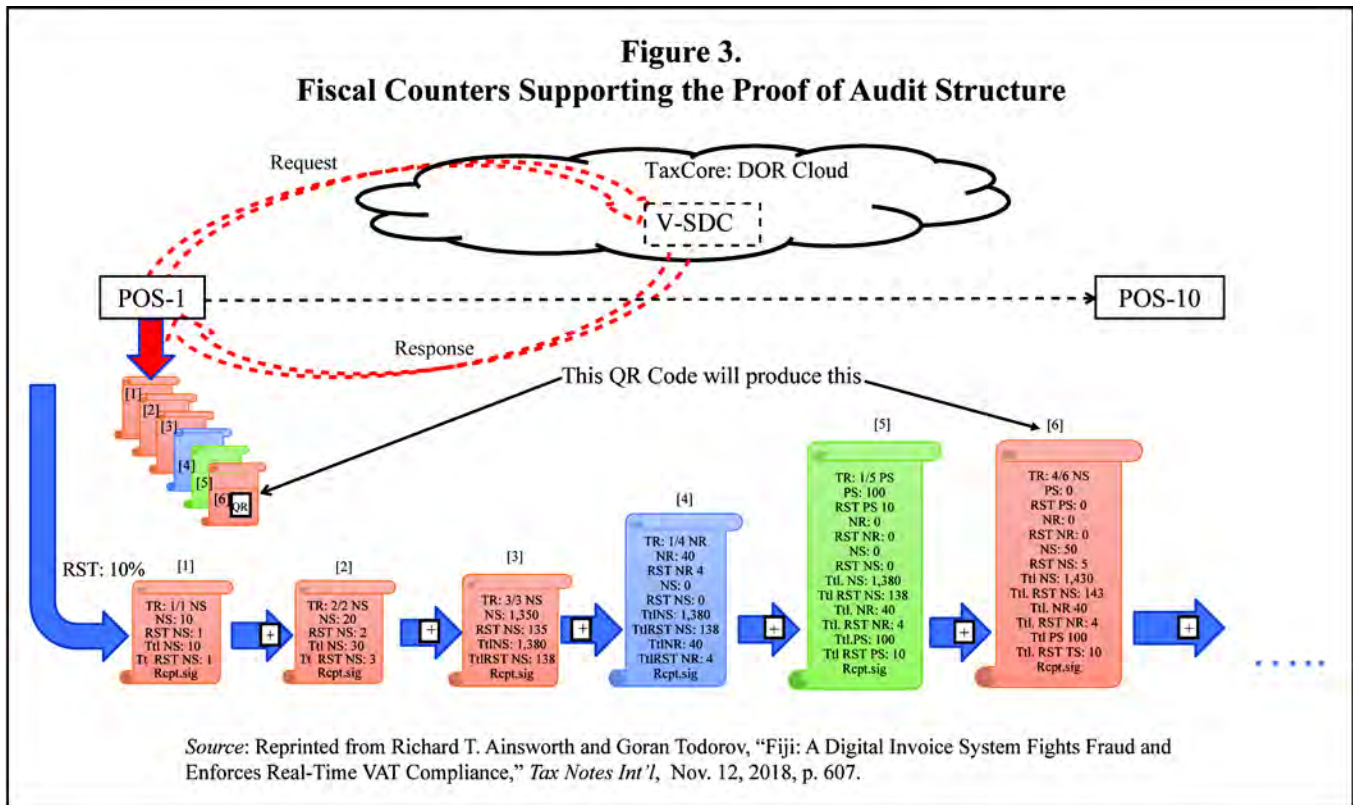 Figure 3.
Fiscal Counters Supporting the Proof of Audit Structure
Request
TaxCore: DOR Cloud
V-SDC
POS-1
POS-10
Response
This QR Code will produce this
[1]
[2]
[3]
[4]
[5]
[6]
QR
RST: 10%
[1]
TR: 1/1 NS
NS: 10
RST NS: 1
Ttl NS: 10
Tt RST NS: 1
Rcpt.sig
+
[2]
TR: 2/2 NS
NS: 20
RST NS: 2
Ttl NS: 30
Tt RST NS: 3
Rcpt.sig
+
[3]
TR: 3/3 NS
NS: 1,350
RST NS: 135
TtlNS: 1,380
TtlRST NS: 138
Rcpt.sig
+
[4]
TR: 1/4 NR
NR: 40
RST NR 4
NS: 0
RST NS: 0
TtlNS: 1,380
TtlRST NS: 138
TtlNR: 40
TtlRST NR: 4
Rcpt.sig
+
[5]
TR: 1/5 PS
PS: 100
RST PS 10
NR: 0
RST NR: 0
NS: 0
RST NS: 0
Ttl. NS: 1,380
Ttl RST NS: 138
Ttl. NR: 40
Ttl. RST NR: 4
Ttl.PS: 100
Ttl RST PS: 10
Rcpt.sig
+
[6]
TR: 4/6 NS
PS: 0
RST PS: 0
NR: 0
RST NR: 0
NS: 50
RST NS: 5
Ttl NS: 1,430
Ttl. RST NS: 143
Ttl. NR 40
Ttl. RST NR: 4
Ttl PS 100
Ttl. RST TS: 10
Rcpt.sig
+
Source: Reprinted from Richard T. Ainsworth and Goran Todorov, “Fiji: A Digital Invoice System Fights Fraud and
Enforces Real-Time VAT Compliance,” Tax Notes Int’l, Nov. 12, 2018, p. 607.